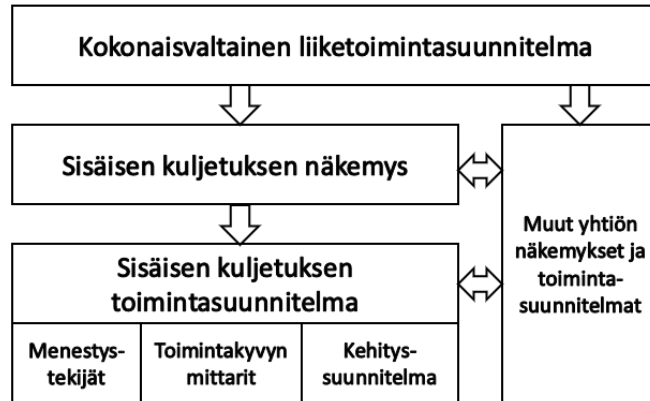 Kokonaisvaltainen liiketoimintasuunnitelma
Sisäisen kuljetuksen näkemys
Muut yhtiön
näkemykset ja
toiminta-
suunnitelmat
Sisäisen kuljetuksen
toimintasuunnitelma
Menestys-
tekijät
Toimintakyvyn
mittarit
Kehitys-
suunnitelma